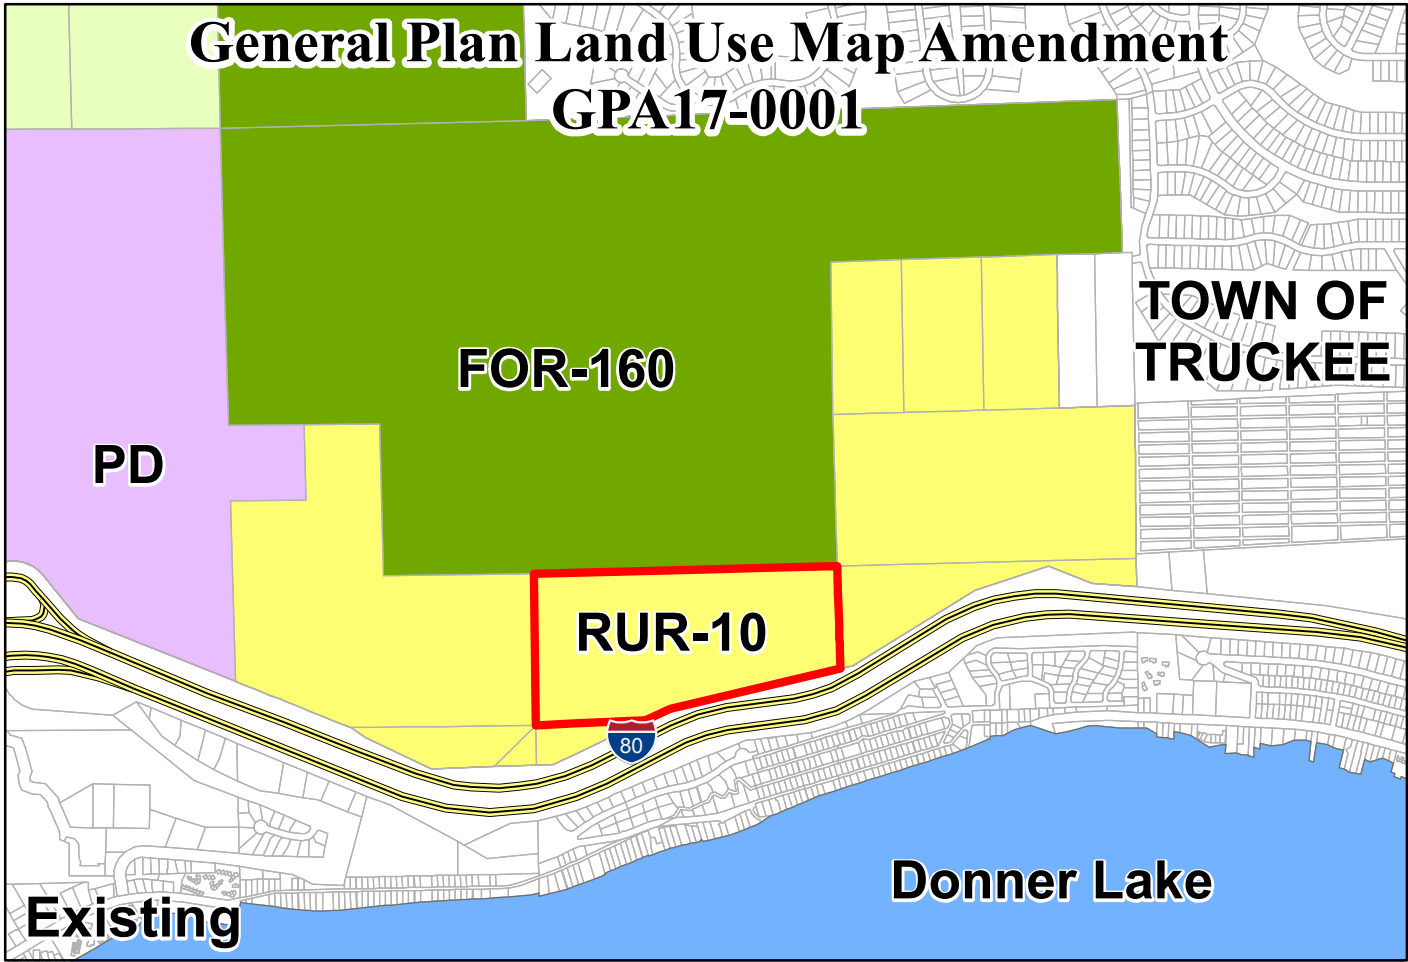 General Plan Land Use Map Amendment
GPA17-0001
TOWN OF
TRUCKEE
FOR-160
PD
RUR-10
80
Donner Lake
Existing